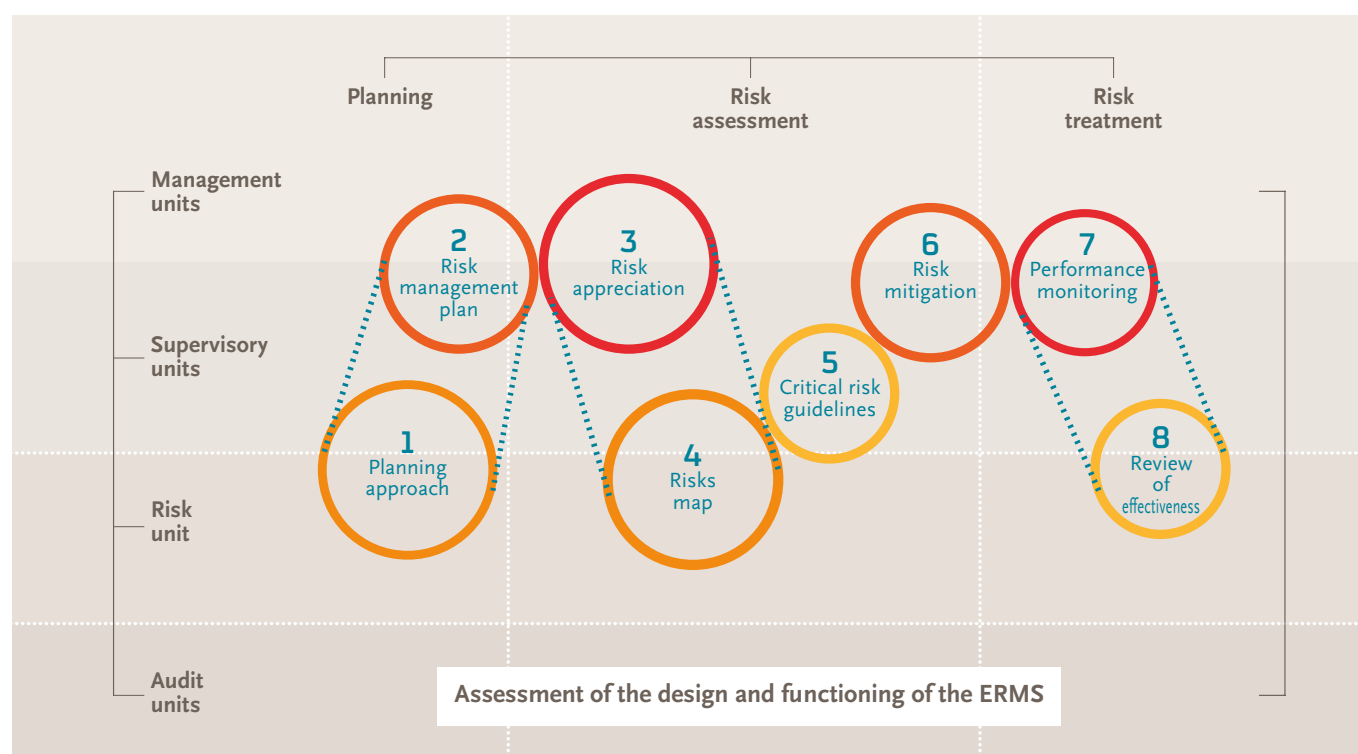 Planning
Risk
assessment
Risk
treatment
Management
units
2
Risk
management
plan
3
Risk
appreciation
6
Risk
mitigation
7
Performance
monitoring
Supervisory
units
5
Critical risk
guidelines
1
Planning
approach
4
Risks
map
8
Review
of
effectiveness
Risk
unit
Audit
units
Assessment of the design and functioning of the ERMS